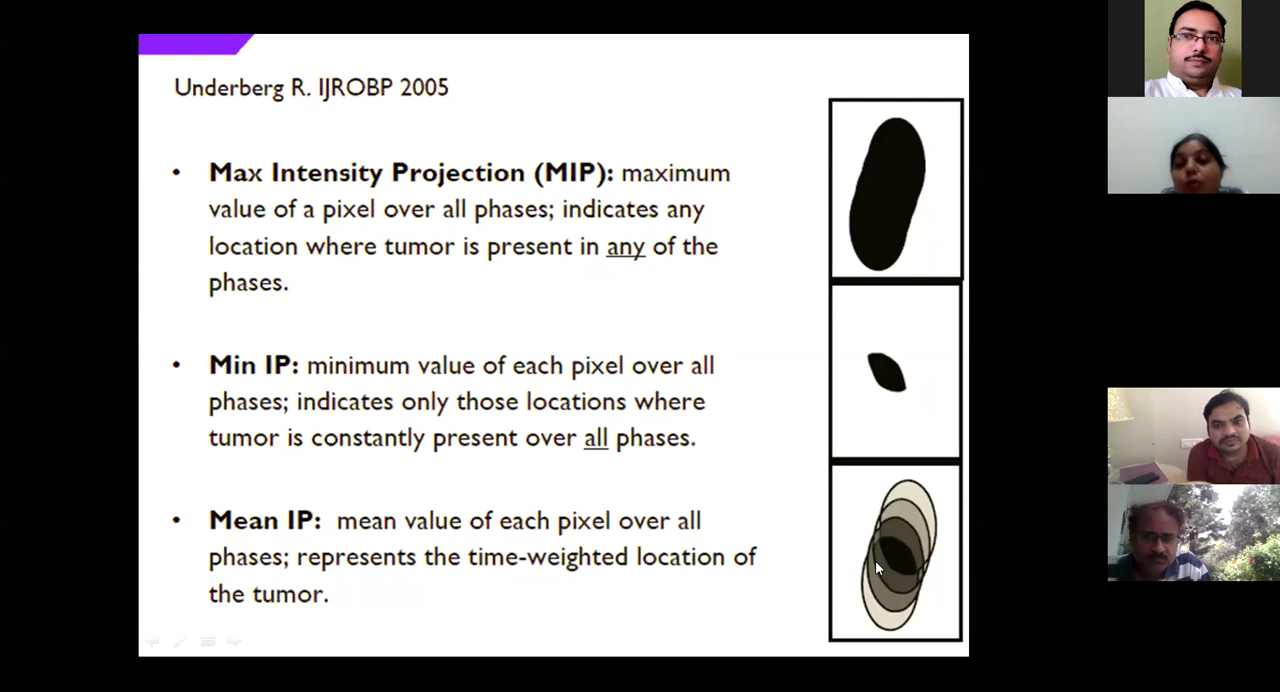 Underberg R. IJROBP 2005
• Max Intensity Projection (MIP): maximum
value of a pixel over all phases; indicates any
location where tumor is present in any of the
phases.
• Min IP: minimum value of each pixel over all
phases; indicates only those locations where
tumor is constantly present over all phases.
• Mean IP: mean value of each pixel over all
phases; represents the time-weighted location of
the tumor.